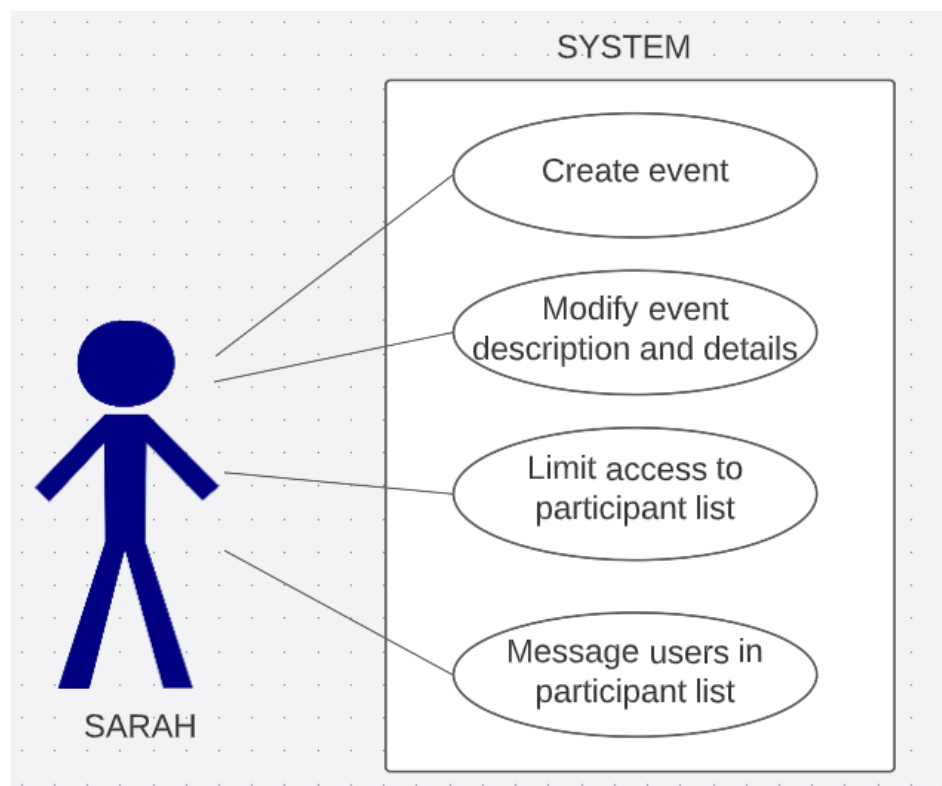 SYSTEM
Create event
Modify event
description and details
Limit access to
participant list
Message users in
participant list
SARAH